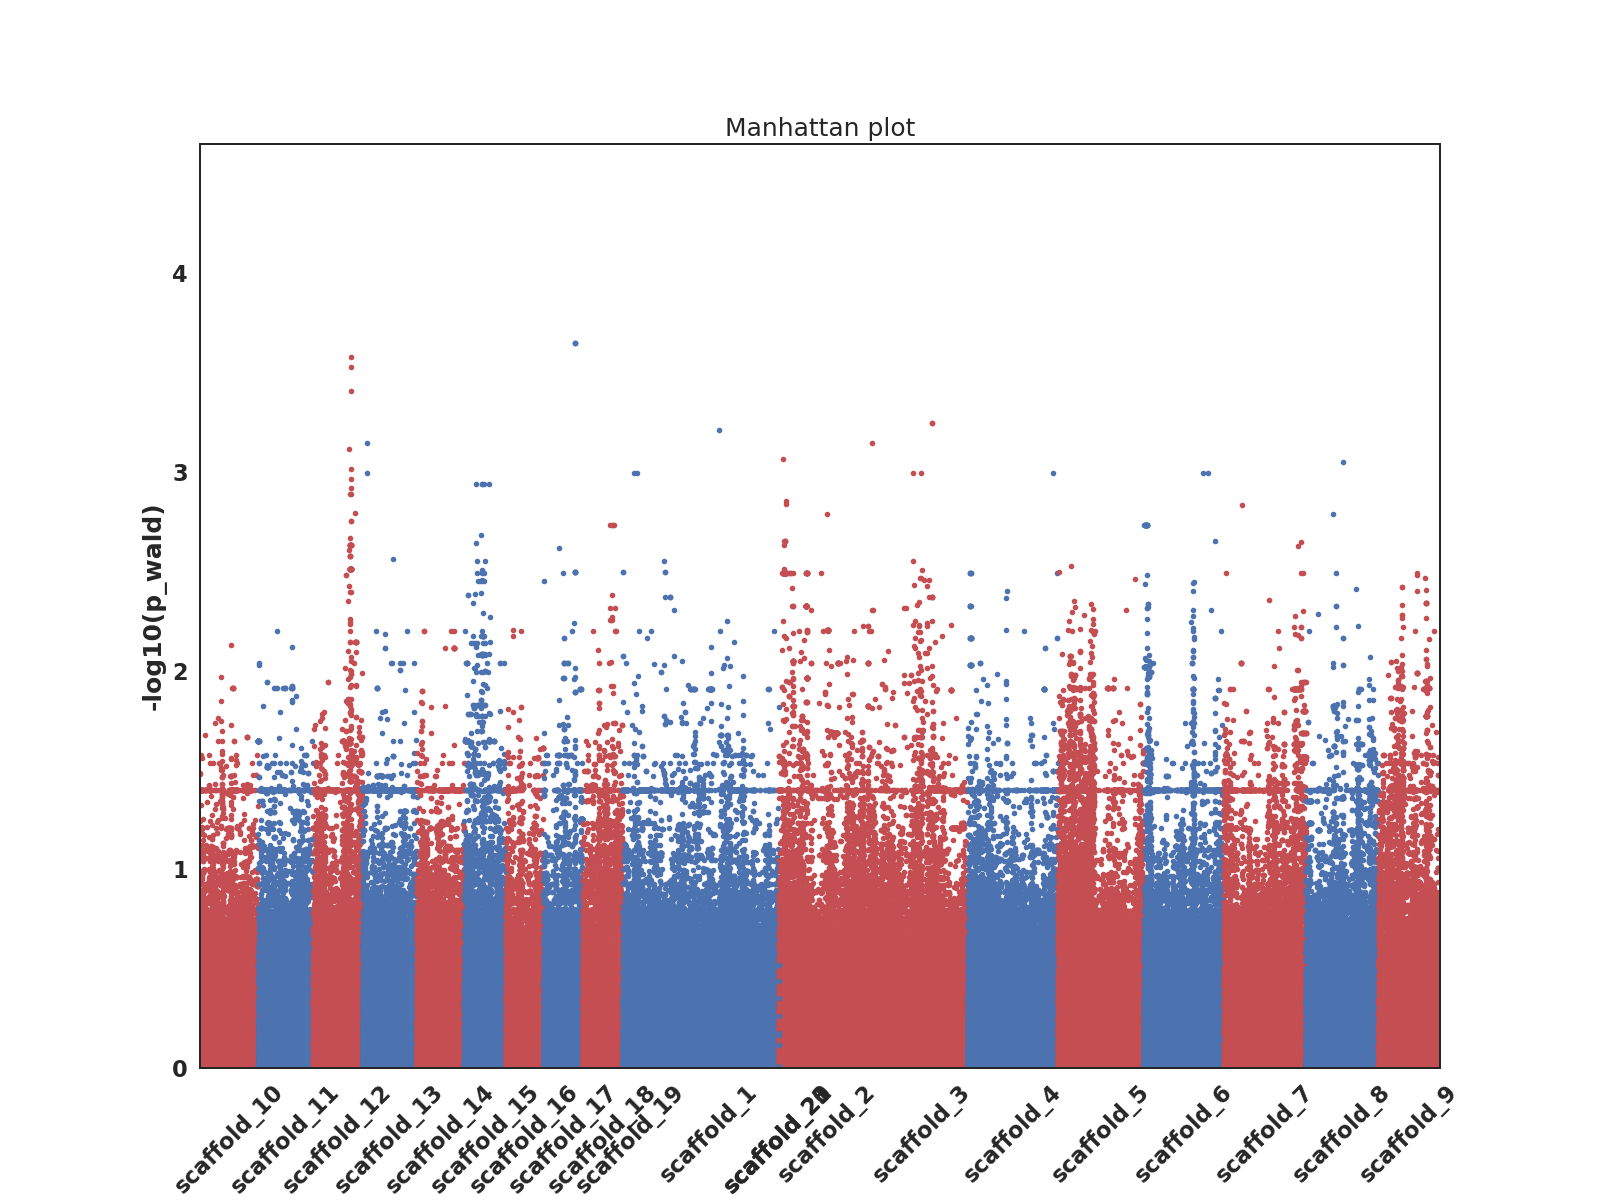 Manhattan plot
4
3
2
1
0
-log10(p_wald)
scaffold_10
scaffold_11
scaffold_12
scaffold_13
scaffold_14
scaffold_15
scaffold_16
scaffold_17
scaffold_18
scaffold_19
scaffold_1
scaffold_2
scaffold_3
scaffold_4
scaffold_5
scaffold_6
scaffold_7
scaffold_8
scaffold_9